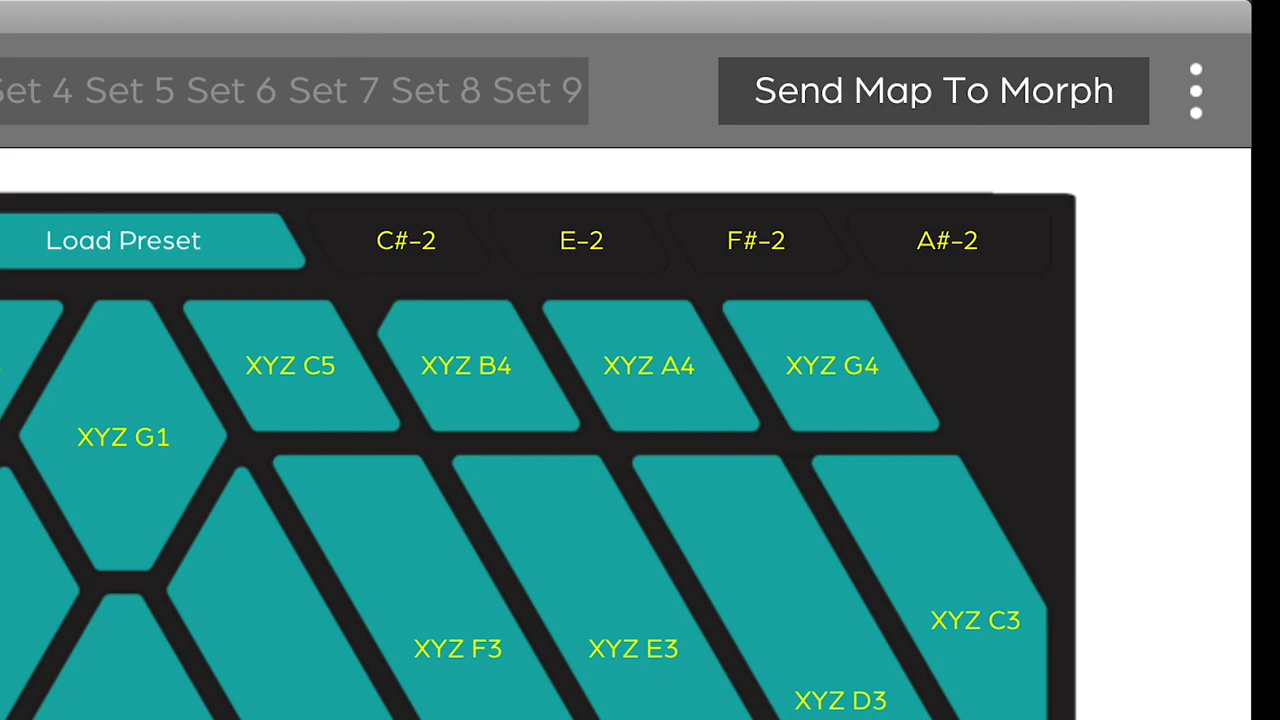 Set 4 Set 5 Set 6 Set 7 Set 8 Set 9
Send Map To Morph
Load Preset
C#-2
E-2
F#-2
A#-2
XYZ C5
XYZ B4
XYZ A4
XYZ G4
XYZ G1
XYZ F3
XYZ E3
XYZ C3
XYZ D3